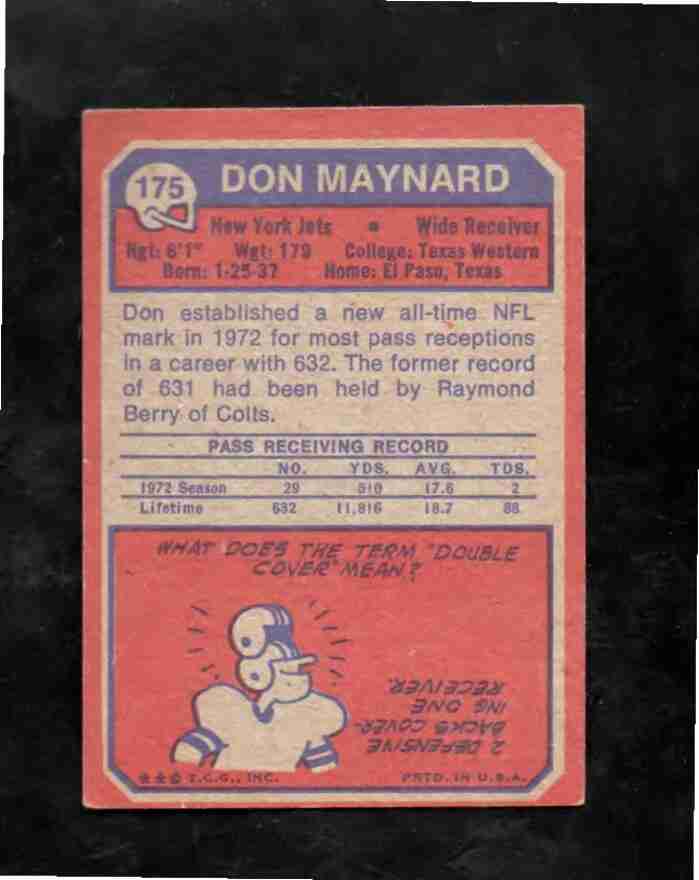 175 DON MAYNARD
New York Jets • Wide Receiver
Hgt: 6'1" Wgt: 179 College: Texas Western
Born: 1-25-37 Home: El Paso, Texas
Don established a new all-time NFL
mark in 1972 for most pass receptions
in a career with 632. The former record
of 631 had been held by Raymond
Berry of Colts.
PASS RECEIVING RECORD
NO. YDS. AVG. TDS.
1972 Season 29 510 17.6 2
Lifetime 632 11,816 18.7 88
WHAT DOES THE TERM "DOUBLE
COVER" MEAN?
2 DEFENSIVE
BACKS COVER-
ING ONE
RECEIVER.
★★© T.C.G., INC. PRTD. IN U.S.A.